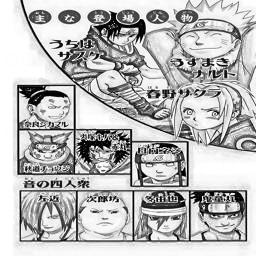 主な登場人物
うちは
サスケ
うずまき
ナルト
春野サクラ
奈良シカマル
犬塚キバ
赤丸
秋道チョウジ
日向ネジ
音の四人衆
左近
次郎坊
多由也
鬼童丸